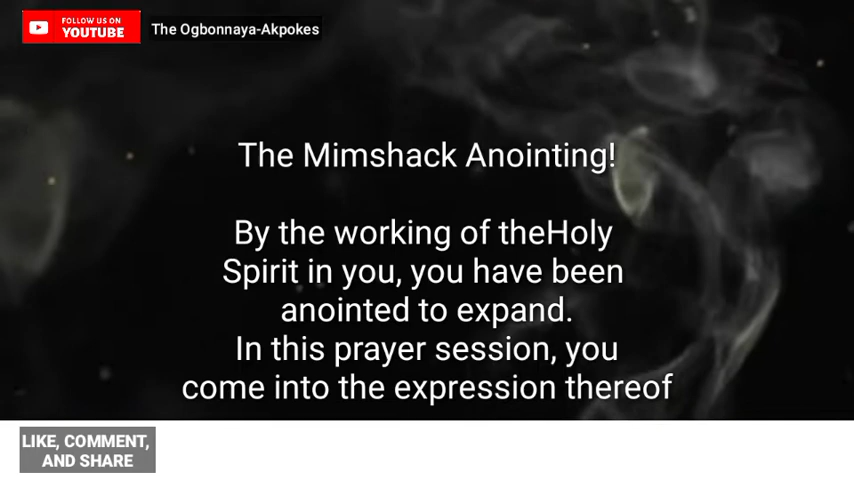 FOLLOW US ON
YOUTUBE
The Ogbonnaya-Akpokes
The Mimshack Anointing!
By the working of theHoly
Spirit in you, you have been
anointed to expand.
In this prayer session, you
come into the expression thereof
LIKE, COMMENT,
AND SHARE